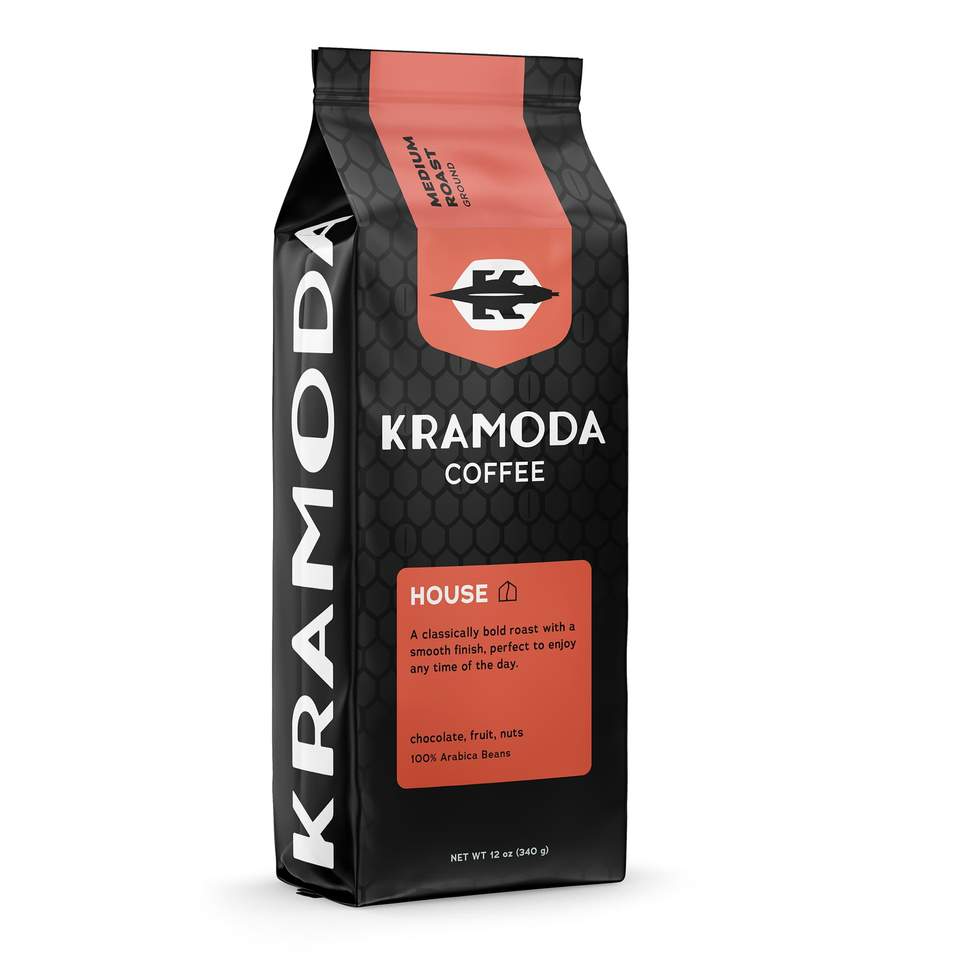 MEDIUM
ROAST
GROUND
K
KRAMODA
COFFEE
HOUSE
A classically bold roast with a
smooth finish, perfect to enjoy
any time of the day.
chocolate, fruit, nuts
100% Arabica Beans
NET WT 12 oz (340 g)
KRAMODA